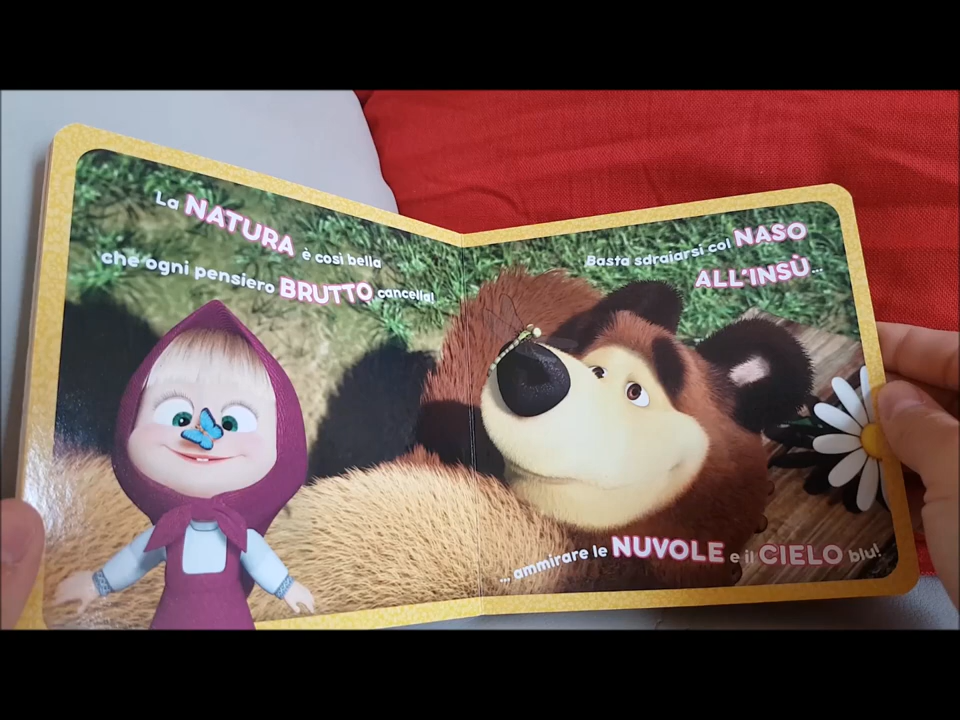 La NATURA è così bella
che ogni pensiero BRUTTO cancella!
Basta sdraiarsi col NASO
ALL'INSÙ...
... ammirare le NUVOLE e il CIELO blu!